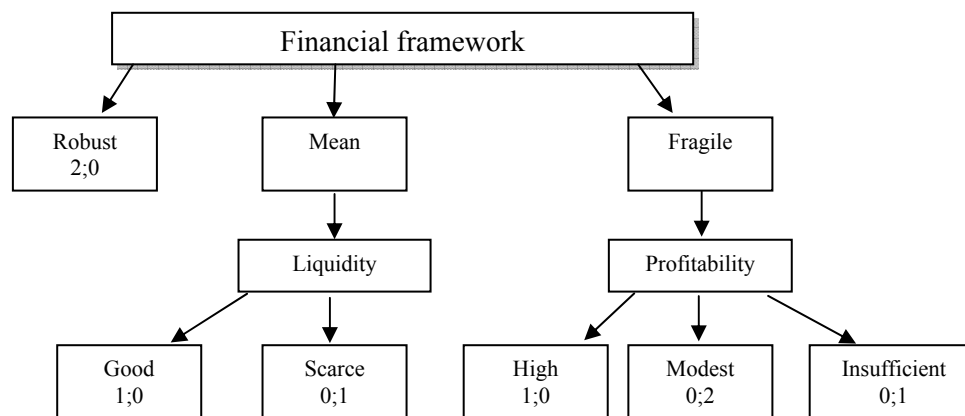 Financial framework
Robust
2;0
Mean
Fragile
Liquidity
Profitability
Good
1;0
Scarce
0;1
High
1;0
Modest
0;2
Insufficient
0;1